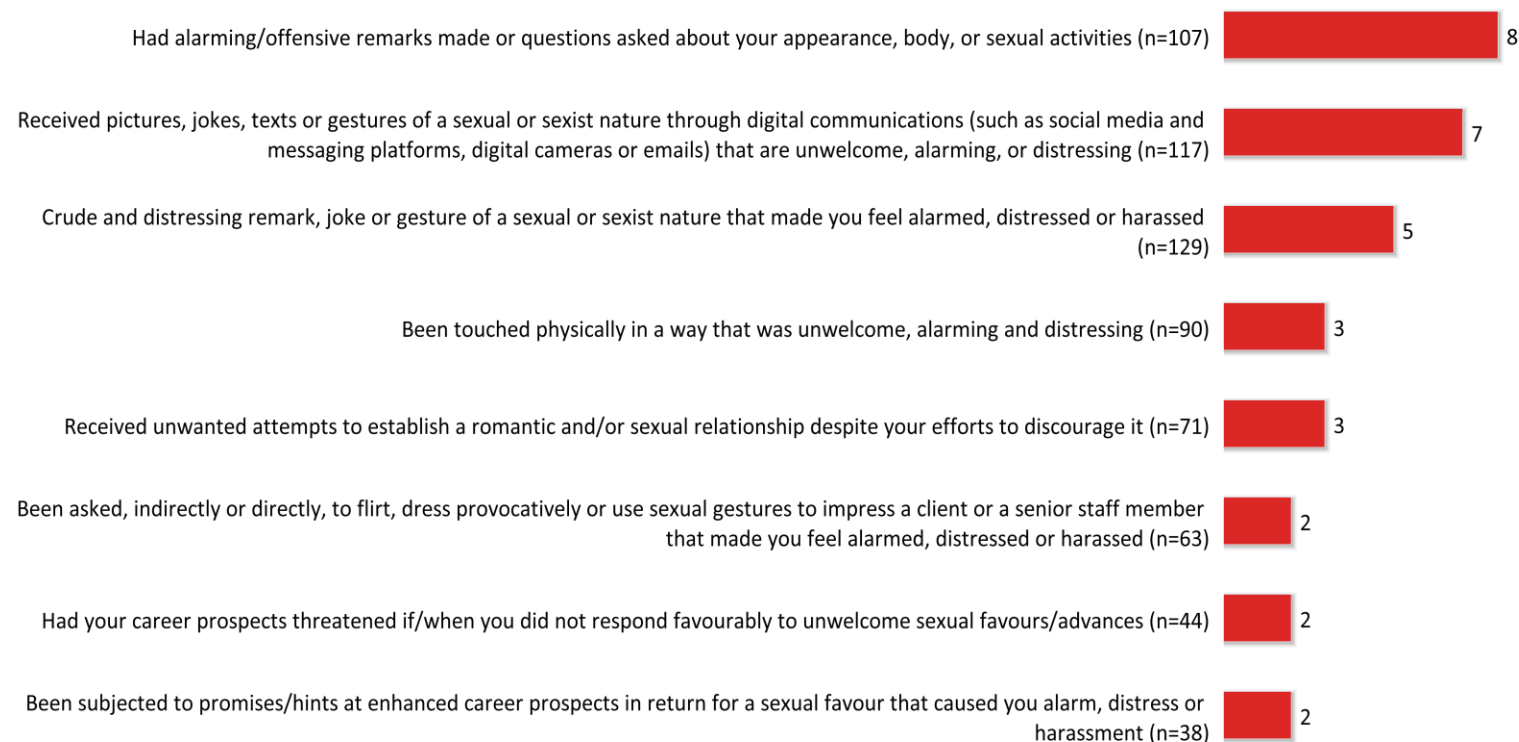 Had alarming/offensive remarks made or questions asked about your appearance, body, or sexual activities (n=107) 8
Received pictures, jokes, texts or gestures of a sexual or sexist nature through digital communications (such as social media and
messaging platforms, digital cameras or emails) that are unwelcome, alarming, or distressing (n=117) 7
Crude and distressing remark, joke or gesture of a sexual or sexist nature that made you feel alarmed, distressed or harassed
(n=129) 5
Been touched physically in a way that was unwelcome, alarming and distressing (n=90) 3
Received unwanted attempts to establish a romantic and/or sexual relationship despite your efforts to discourage it (n=71) 3
Been asked, indirectly or directly, to flirt, dress provocatively or use sexual gestures to impress a client or a senior staff member
that made you feel alarmed, distressed or harassed (n=63) 2
Had your career prospects threatened if/when you did not respond favourably to unwelcome sexual favours/advances (n=44) 2
Been subjected to promises/hints at enhanced career prospects in return for a sexual favour that caused you alarm, distress or
harassment (n=38) 2